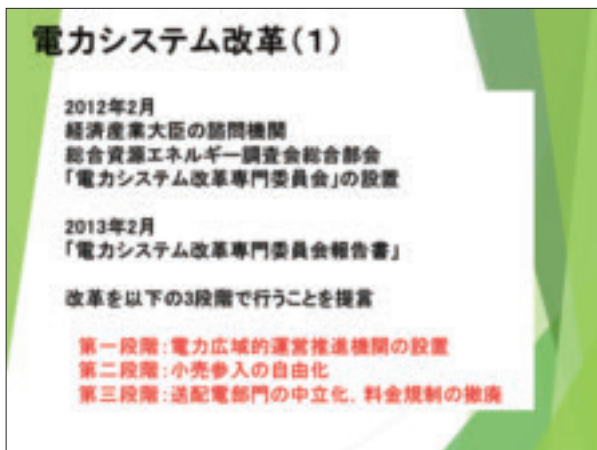 電力システム改革(1)
2012年2月
経済産業大臣の諮問機関
総合資源エネルギー調査会総合部会
「電力システム改革専門委員会」の設置
2013年2月
「電力システム改革専門委員会報告書」
改革を以下の3段階で行うことを提言
第一段階:電力広域的運営推進機関の設置
第二段階:小売参入の自由化
第三段階:送配電部門の中立化、料金規制の撤廃